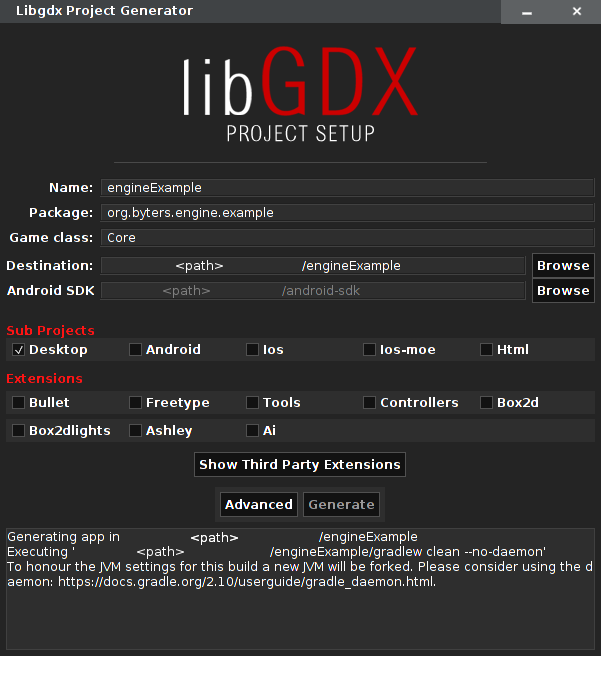 Libgdx Project Generator
libGDX
PROJECT SETUP
Name: engineExample
Package: org.byters.engine.example
Game class: Core
Destination: <path> /engineExample Browse
Android SDK <path> /android-sdk Browse
Sub Projects
Desktop Android Ios Ios-moe Html
Extensions
Bullet Freetype Tools Controllers Box2d
Box2dlights Ashley Ai
Show Third Party Extensions
Advanced Generate
Generating app in <path> /engineExample
Executing ' <path> /engineExample/gradlew clean --no-daemon'
To honour the JVM settings for this build a new JVM will be forked. Please consider using the d
aemon: https://docs.gradle.org/2.10/userguide/gradle_daemon.html.